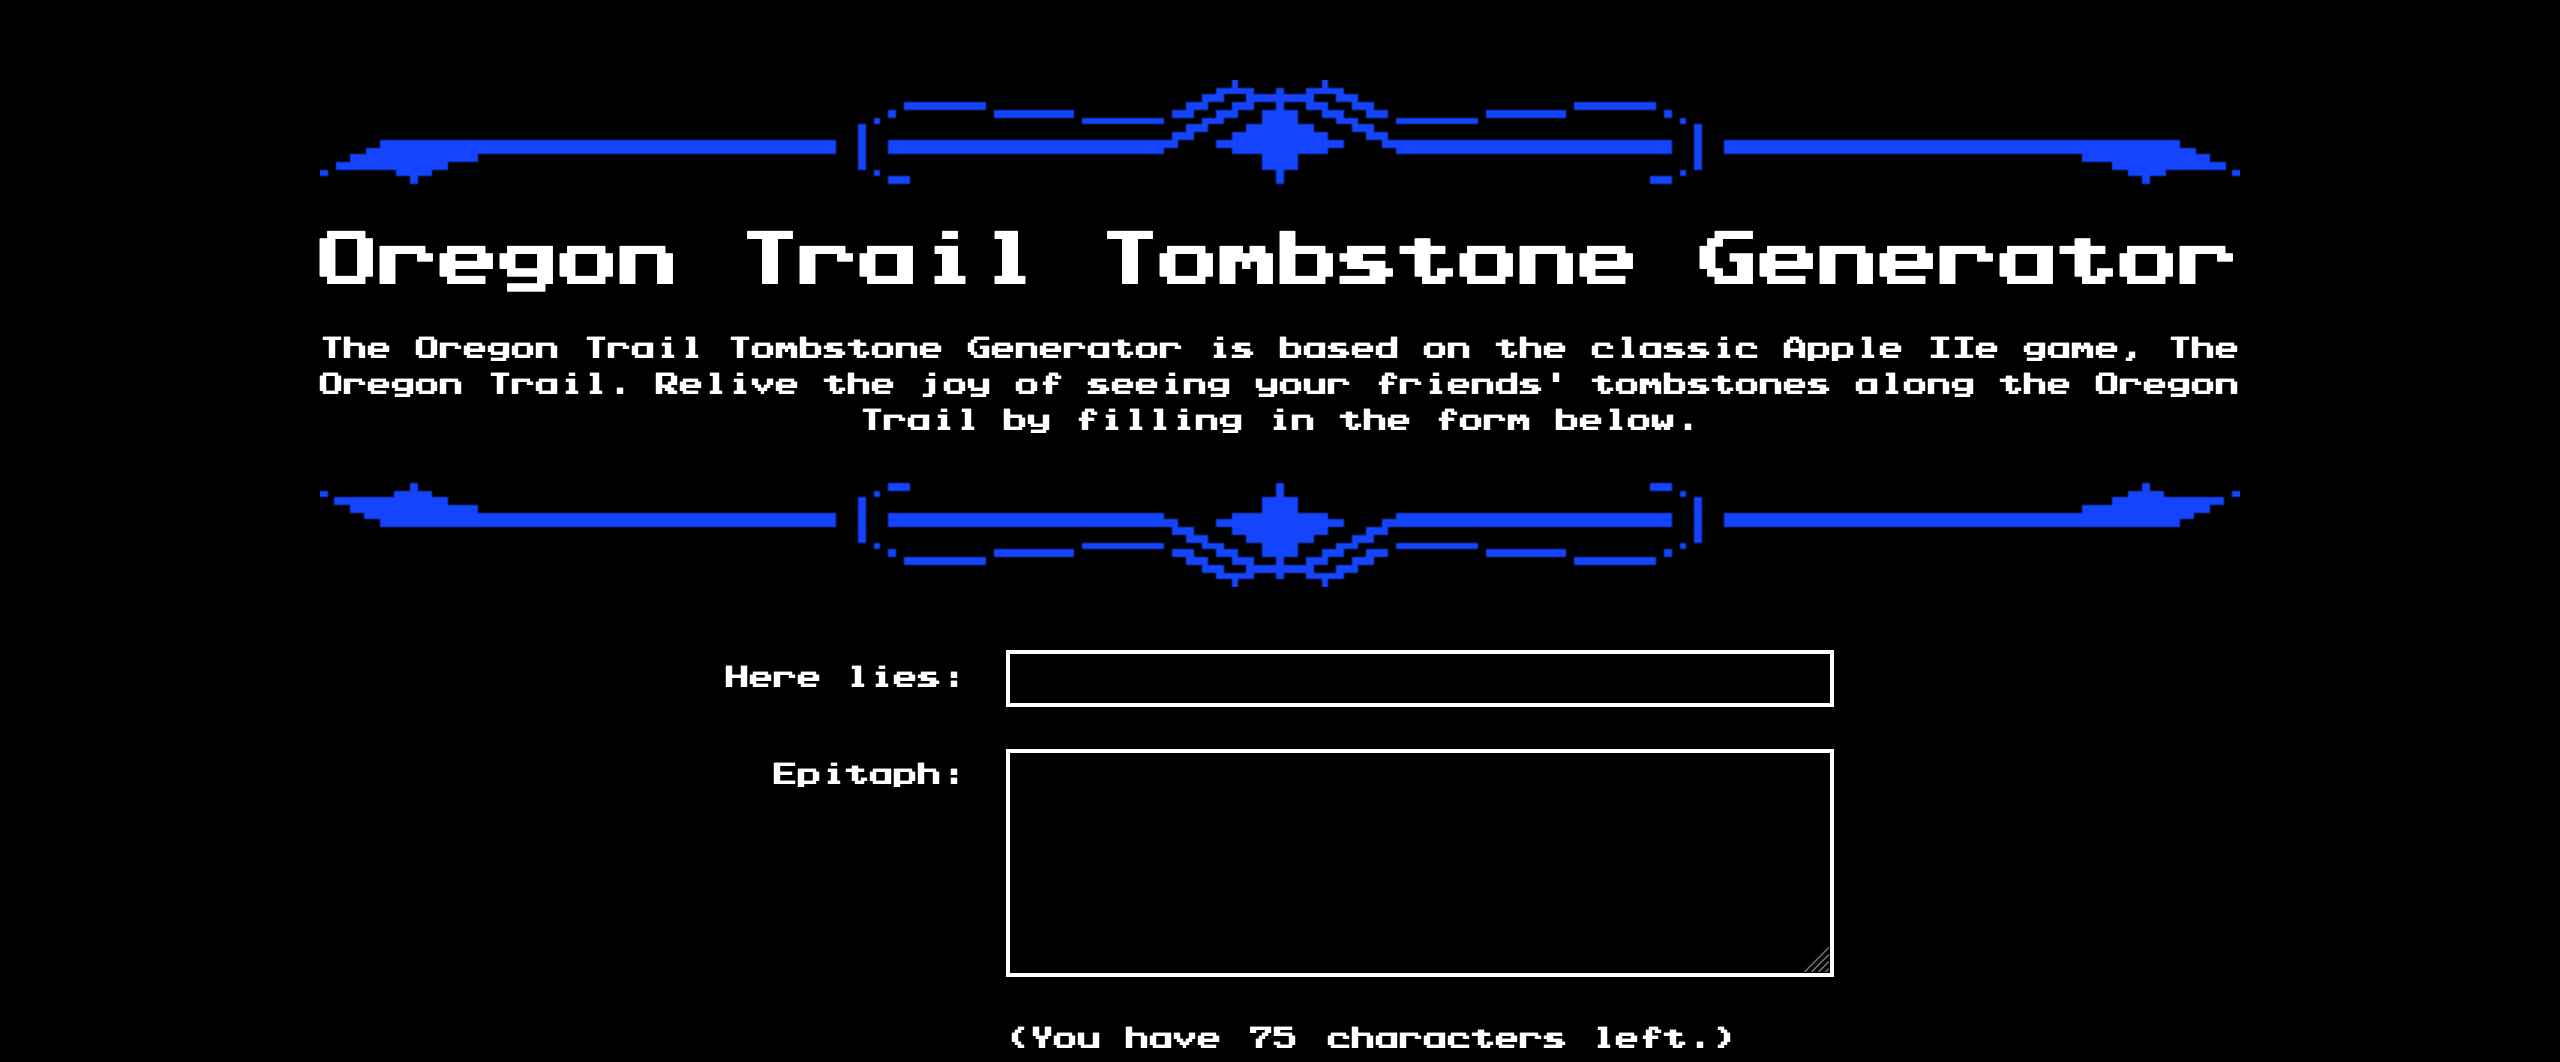 Oregon Trail Tombstone Generator
The Oregon Trail Tombstone Generator is based on the classic Apple IIe game, The
Oregon Trail. Relive the joy of seeing your friends' tombstones along the Oregon
Trail by filling in the form below.
Here lies:
Epitaph:
(You have 75 characters left.)